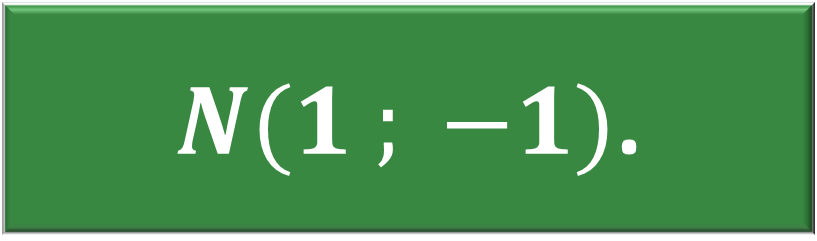 N(1 ; −1).